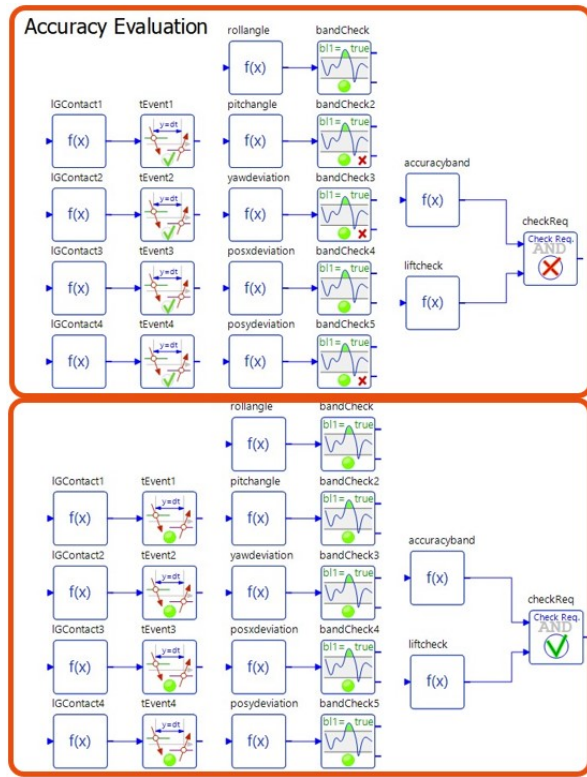 Accuracy Evaluation
rollangle bandCheck
f(x) bl1= true
lGContact1 tEvent1 pitchangle bandCheck2
f(x) y=dt f(x) bl1= true
lGContact2 tEvent2 yawdeviation bandCheck3
f(x) y=dt f(x) bl1= true
accuracyband
f(x)
lGContact3 tEvent3 posxdeviation bandCheck4
f(x) y=dt f(x) bl1= true
checkReq
Check Req.
AND
liftcheck
f(x)
lGContact4 tEvent4 posydeviation bandCheck5
f(x) y=dt f(x) bl1= true
rollangle bandCheck
f(x) bl1= true
lGContact1 tEvent1 pitchangle bandCheck2
f(x) y=dt f(x) bl1= true
lGContact2 tEvent2 yawdeviation bandCheck3
f(x) y=dt f(x) bl1= true
accuracyband
f(x)
lGContact3 tEvent3 posxdeviation bandCheck4
f(x) y=dt f(x) bl1= true
checkReq
Check Req.
AND
liftcheck
f(x)
lGContact4 tEvent4 posydeviation bandCheck5
f(x) y=dt f(x) bl1= true